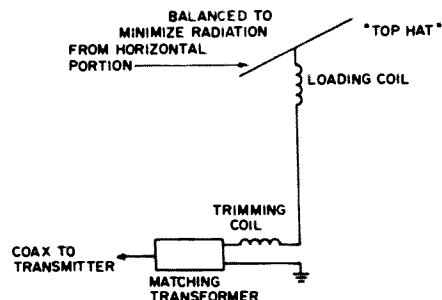 BALANCED TO
MINIMIZE RADIATION
FROM HORIZONTAL
PORTION
"TOP HAT"
LOADING COIL
TRIMMING
COIL
COAX TO
TRANSMITTER
MATCHING
TRANSFORMER